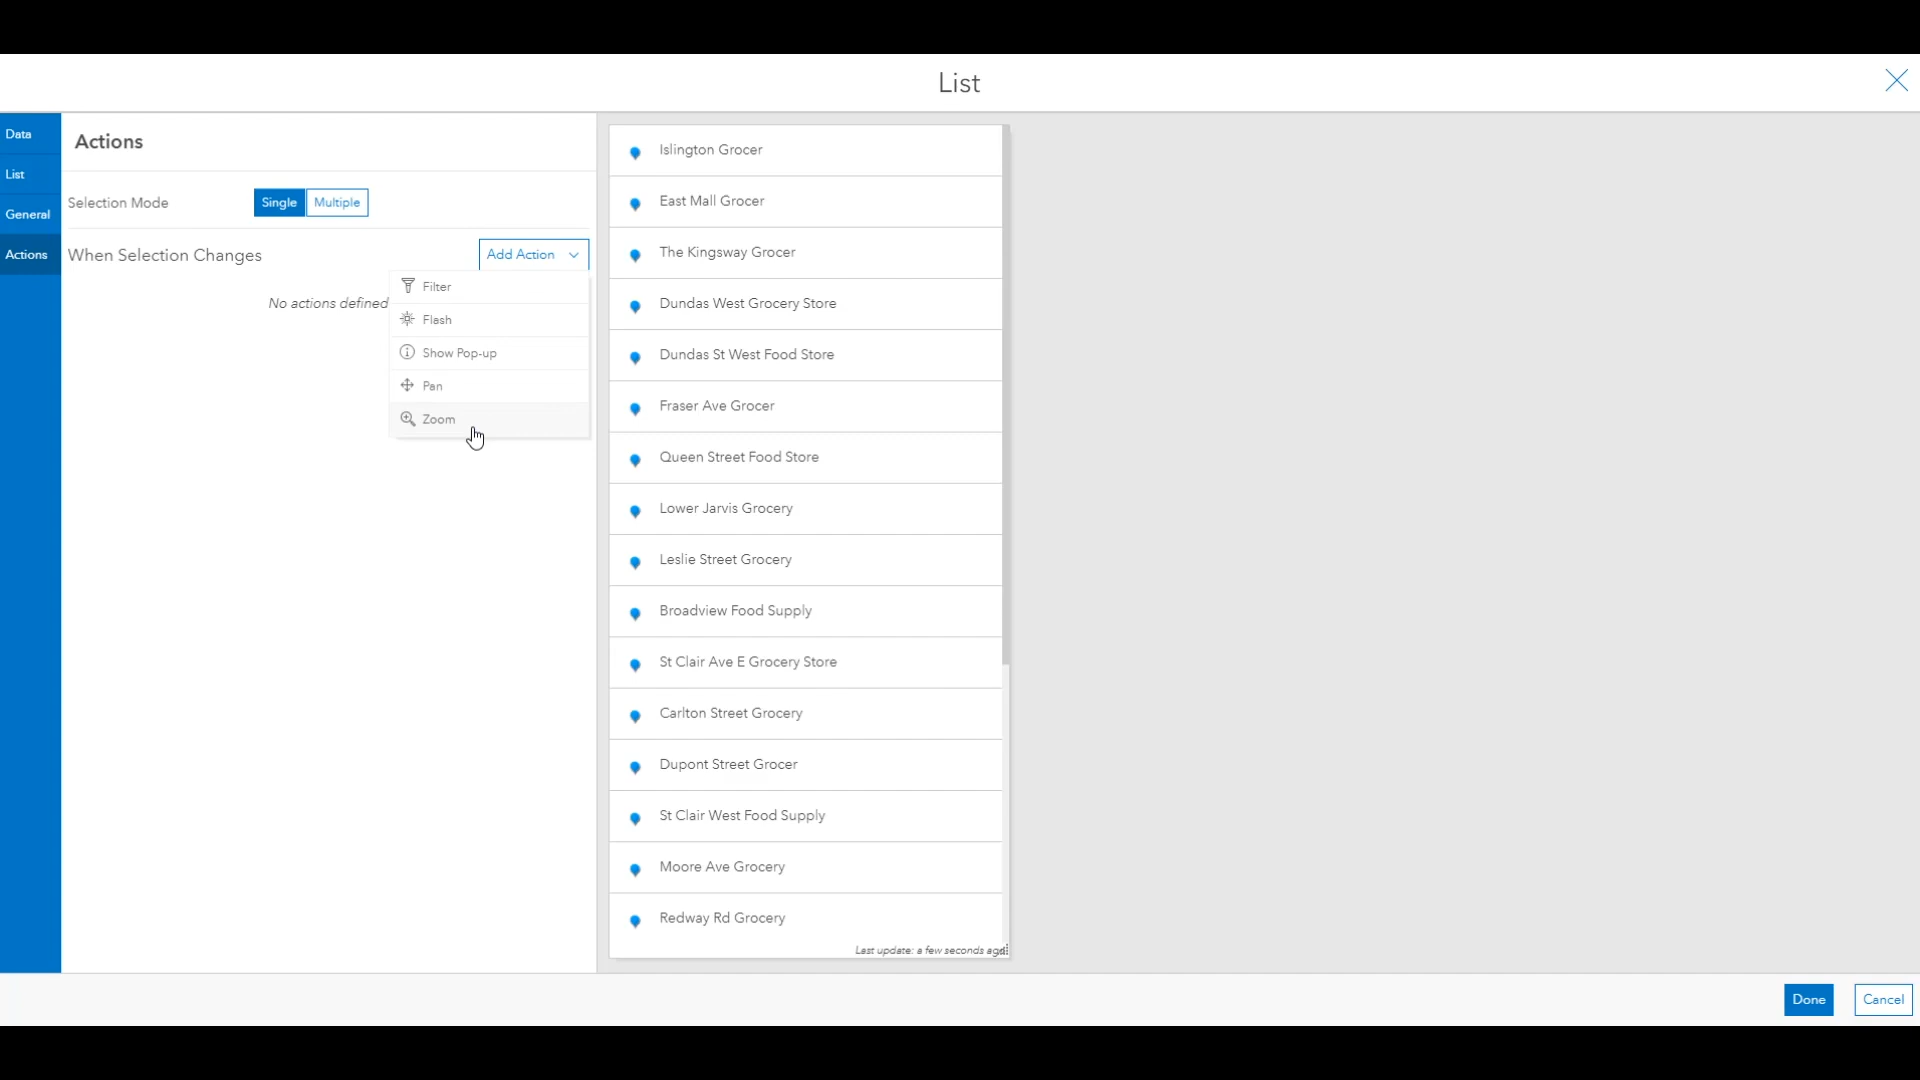 List
Data
List
General
Actions
Actions
Selection Mode
Single
Multiple
When Selection Changes
Add Action
No actions defined
Filter
Flash
Show Pop-up
Pan
Zoom
Islington Grocer
East Mall Grocer
The Kingsway Grocer
Dundas West Grocery Store
Dundas St West Food Store
Fraser Ave Grocer
Queen Street Food Store
Lower Jarvis Grocery
Leslie Street Grocery
Broadview Food Supply
St Clair Ave E Grocery Store
Carlton Street Grocery
Dupont Street Grocer
St Clair West Food Supply
Moore Ave Grocery
Redway Rd Grocery
Last update: a few seconds ago
Done
Cancel